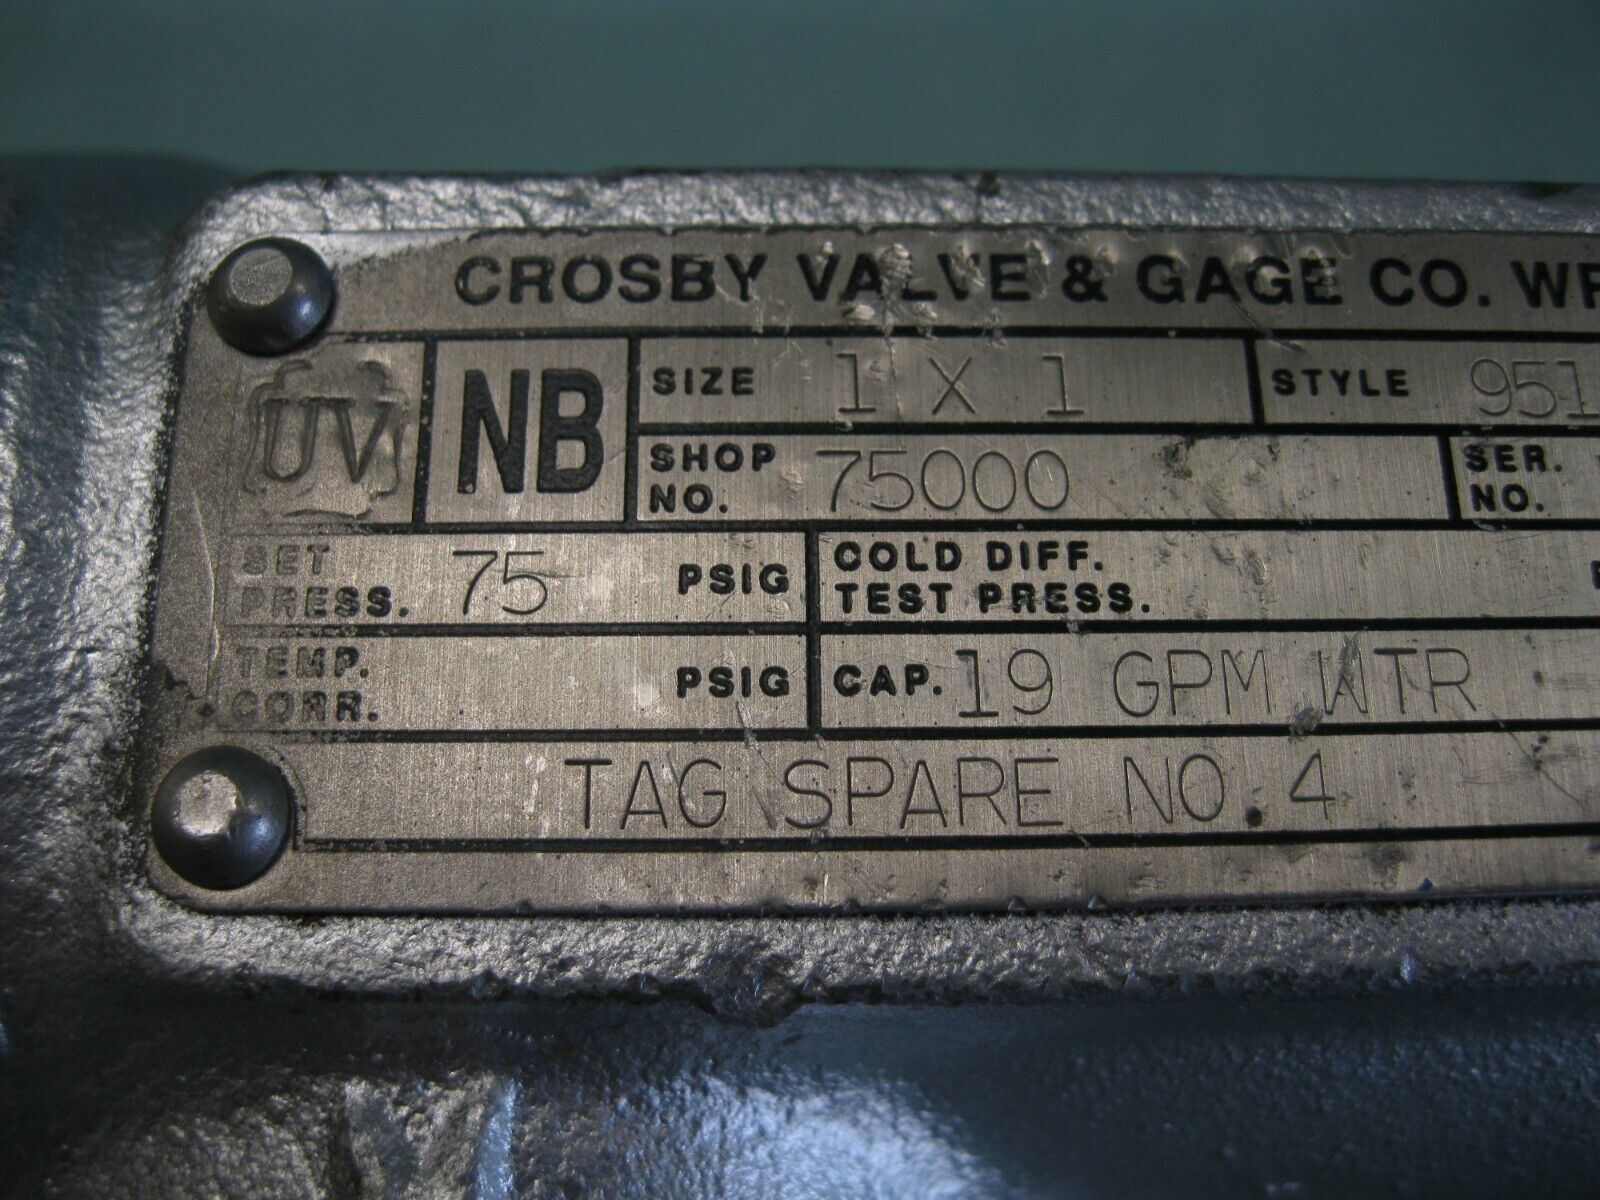 CROSBY VALVE & GAGE CO.
UV NB SIZE 1 X 1 STYLE 951
SHOP NO. 75000 SER. NO.
SET PRESS. 75 PSIG COLD DIFF. TEST PRESS.
TEMP. CORR. PSIG CAP. 19 GPM WTR
TAG SPARE NO. 4